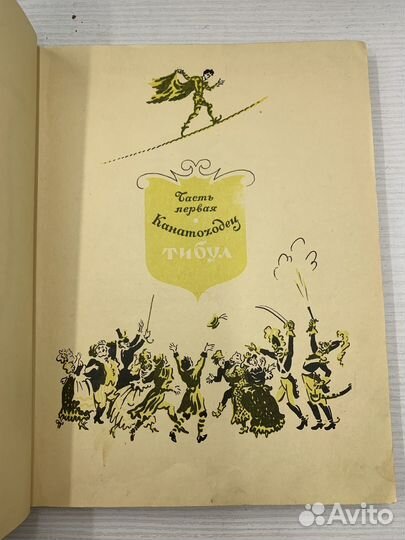 Часть
первая
Канатоходец
ТИБУЛ
Avito